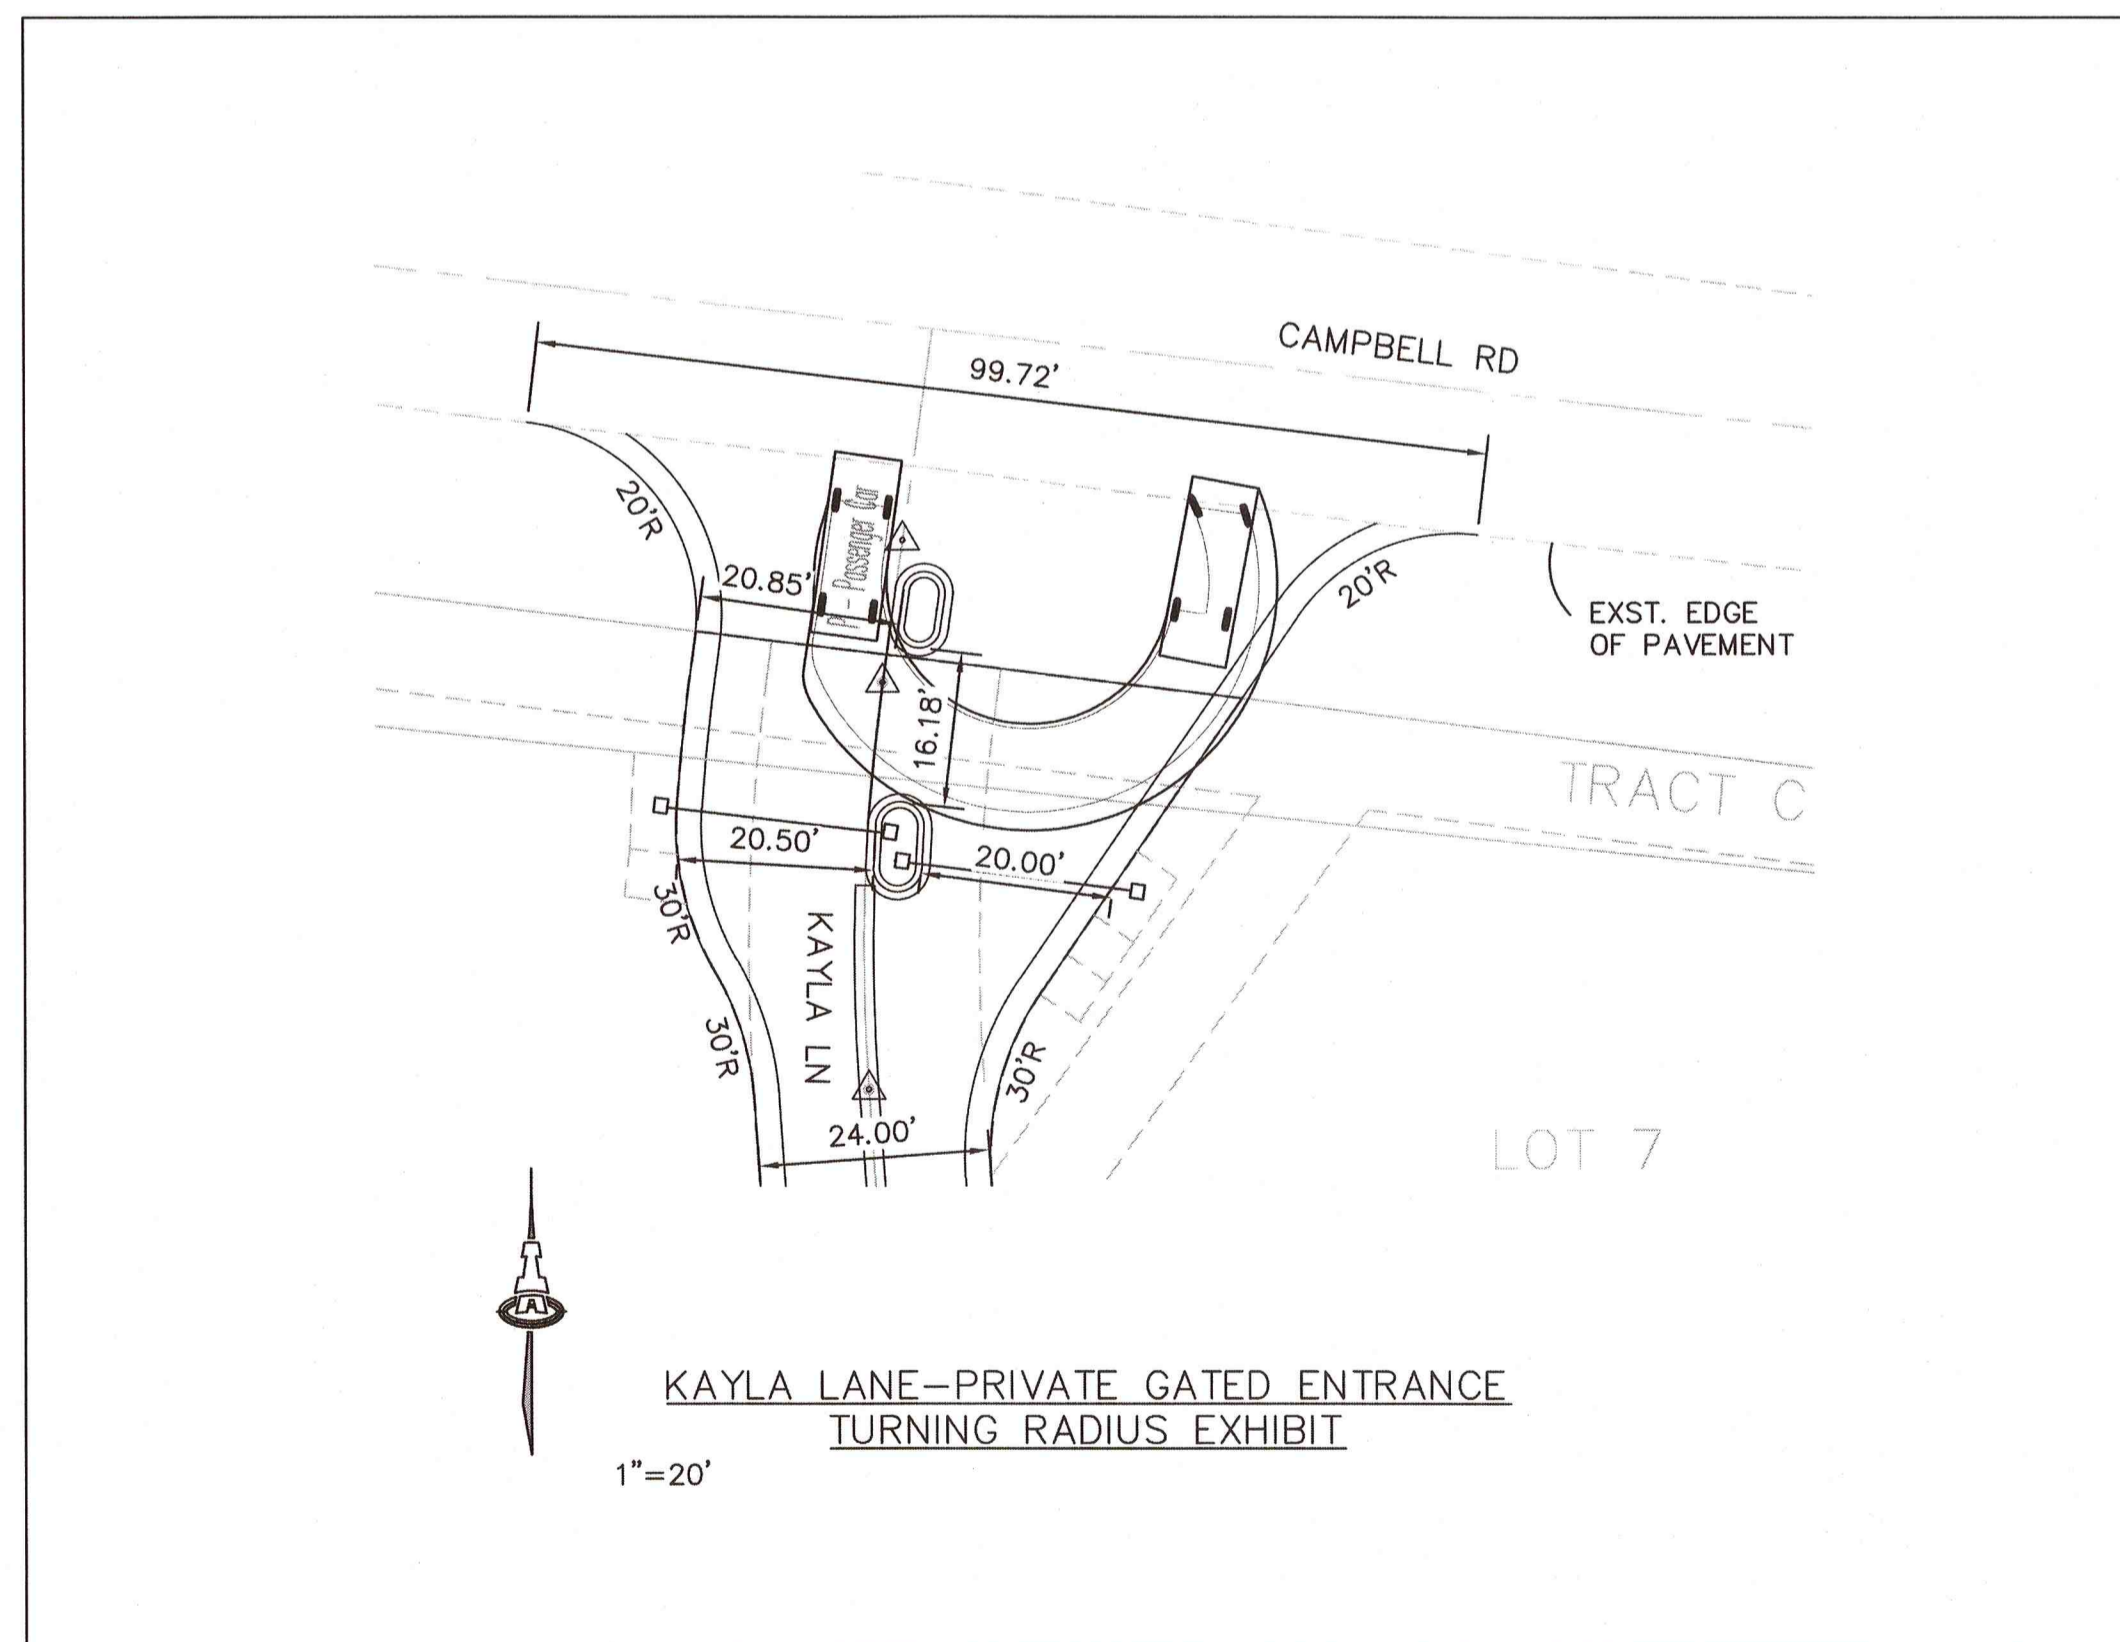 CAMPBELL RD
99.72'
20'R
P - Passenger Car
20.85'
20'R
EXST. EDGE
OF PAVEMENT
16.18'
TRACT C
20.50'
20.00'
30'R
KAYLA LN
30'R
30'R
24.00'
LOT 7
A
KAYLA LANE-PRIVATE GATED ENTRANCE
TURNING RADIUS EXHIBIT
1"=20'